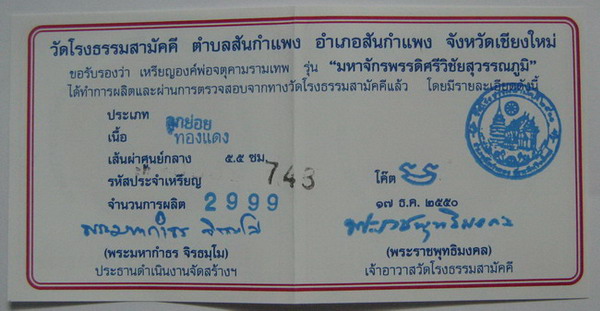 วัดโรงธรรมสามัคคี ตำบลสันกำแพง อำเภอสันกำแพง จังหวัดเชียงใหม่
ขอรับรองว่า เหรียญองค์พ่อจตุคามรามเทพ รุ่น "มหาจักรพรรดิศรีวิชัยสุวรรณภูมิ"
ได้ทำการผลิตและผ่านการตรวจสอบจากทางวัดโรงธรรมสามัคคีแล้ว โดยมีรายละเอียดดังนี้
ประเภท
เนื้อ ทองแดง
เส้นผ่าศูนย์กลาง ๕.๕ ซม.
รหัสประจำเหรียญ 743 โค๊ต
จำนวนการผลิต 2999 ๑๗ ธ.ค. ๒๕๕๐
(พระมหากำธร จิรธมฺโม) (พระราชพุทธิมงคล)
ประธานดำเนินงานจัดสร้างฯ เจ้าอาวาสวัดโรงธรรมสามัคคี